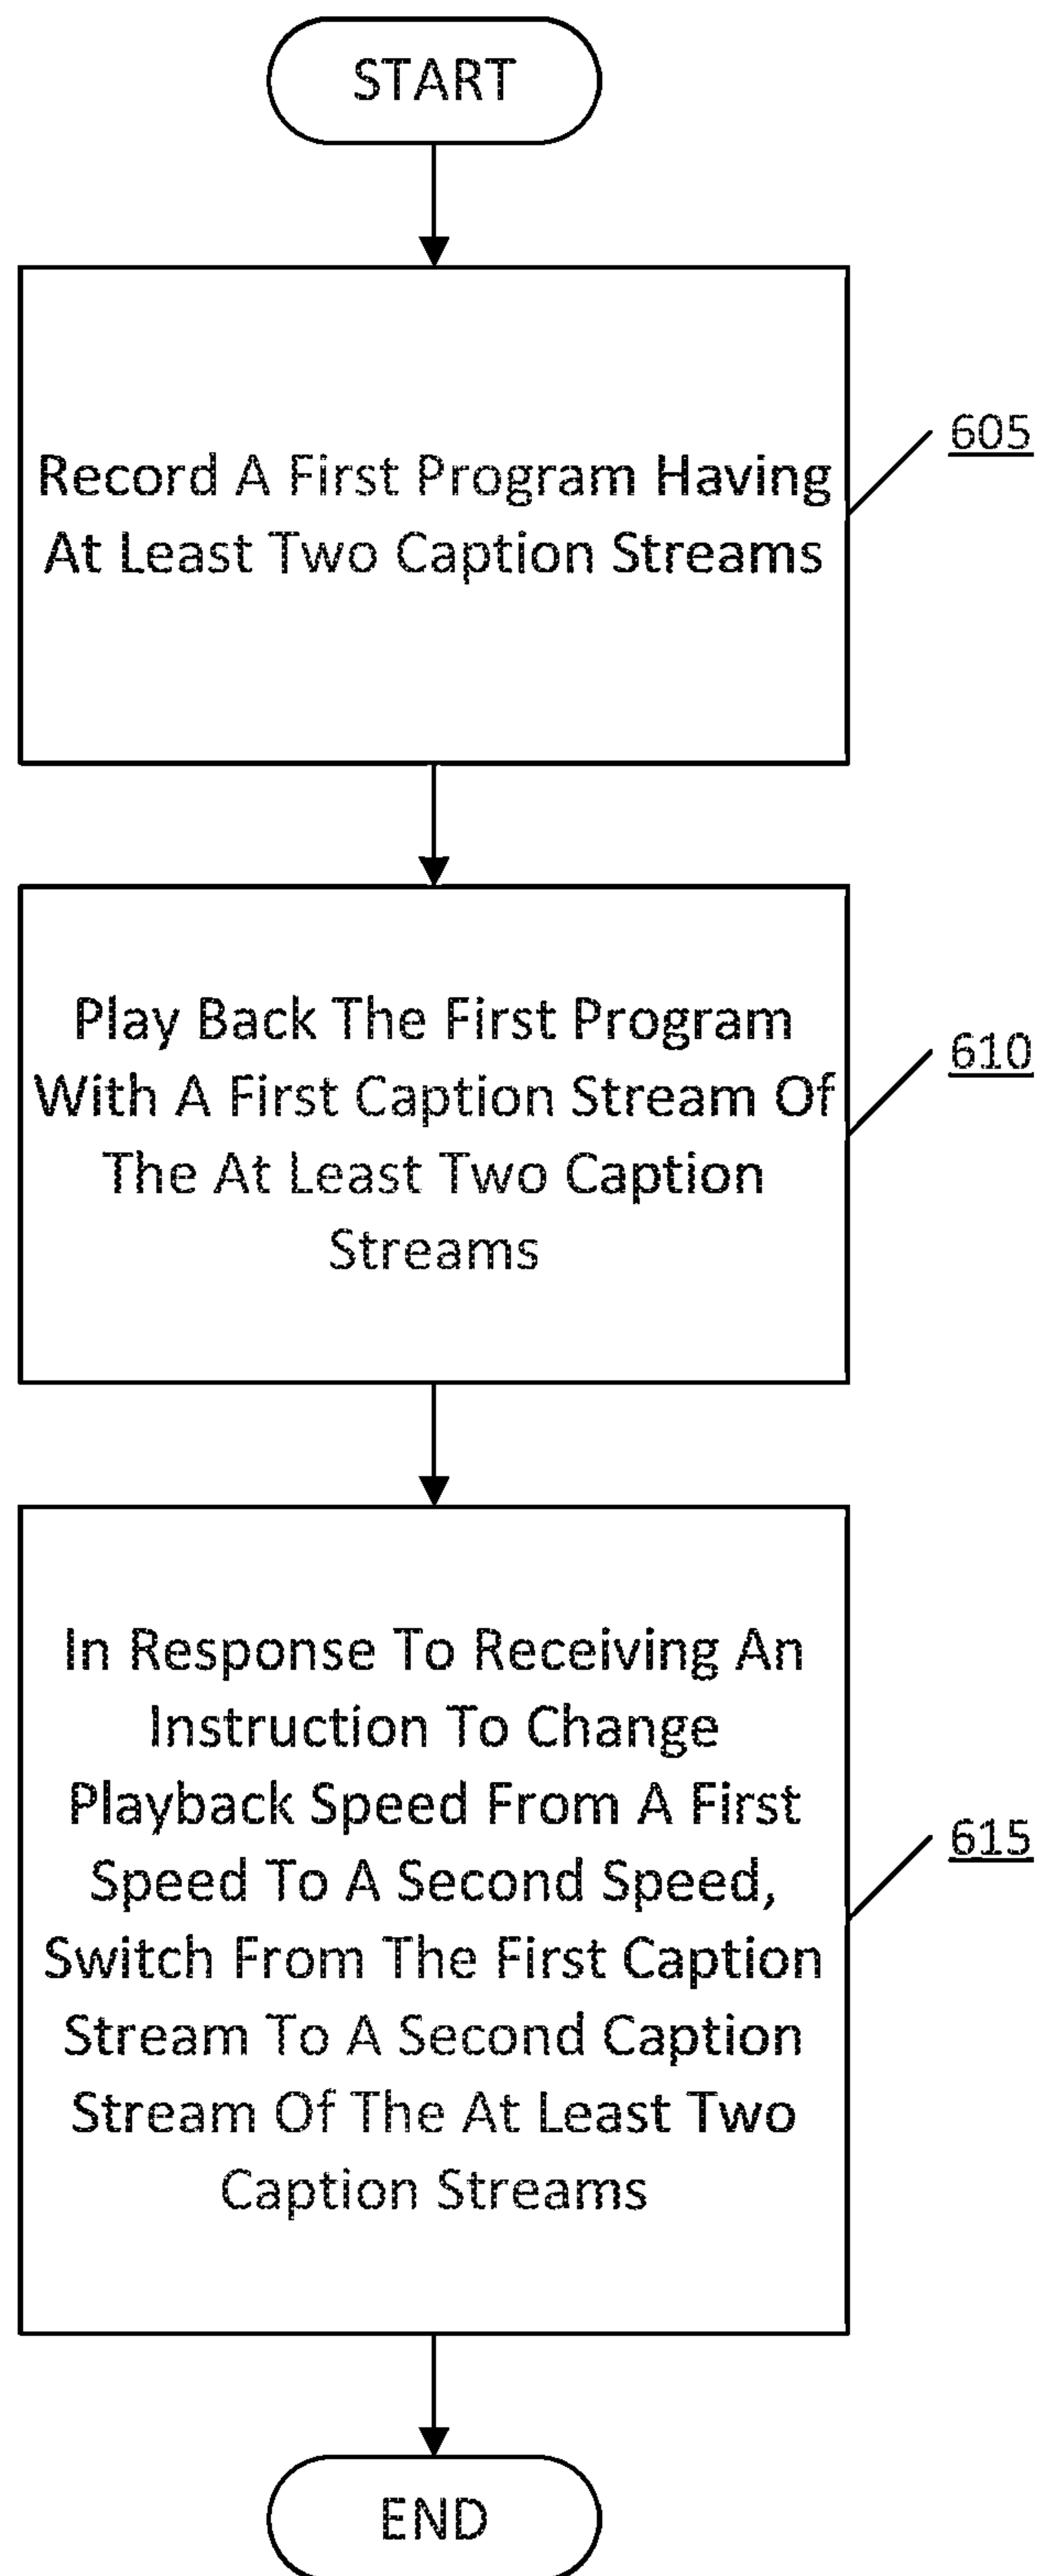 START
Record A First Program Having
At Least Two Caption Streams
605
Play Back The First Program
With A First Caption Stream Of
The At Least Two Caption
Streams
610
In Response To Receiving An
Instruction To Change
Playback Speed From A First
Speed To A Second Speed,
Switch From The First Caption
Stream To A Second Caption
Stream Of The At Least Two
Caption Streams
615
END